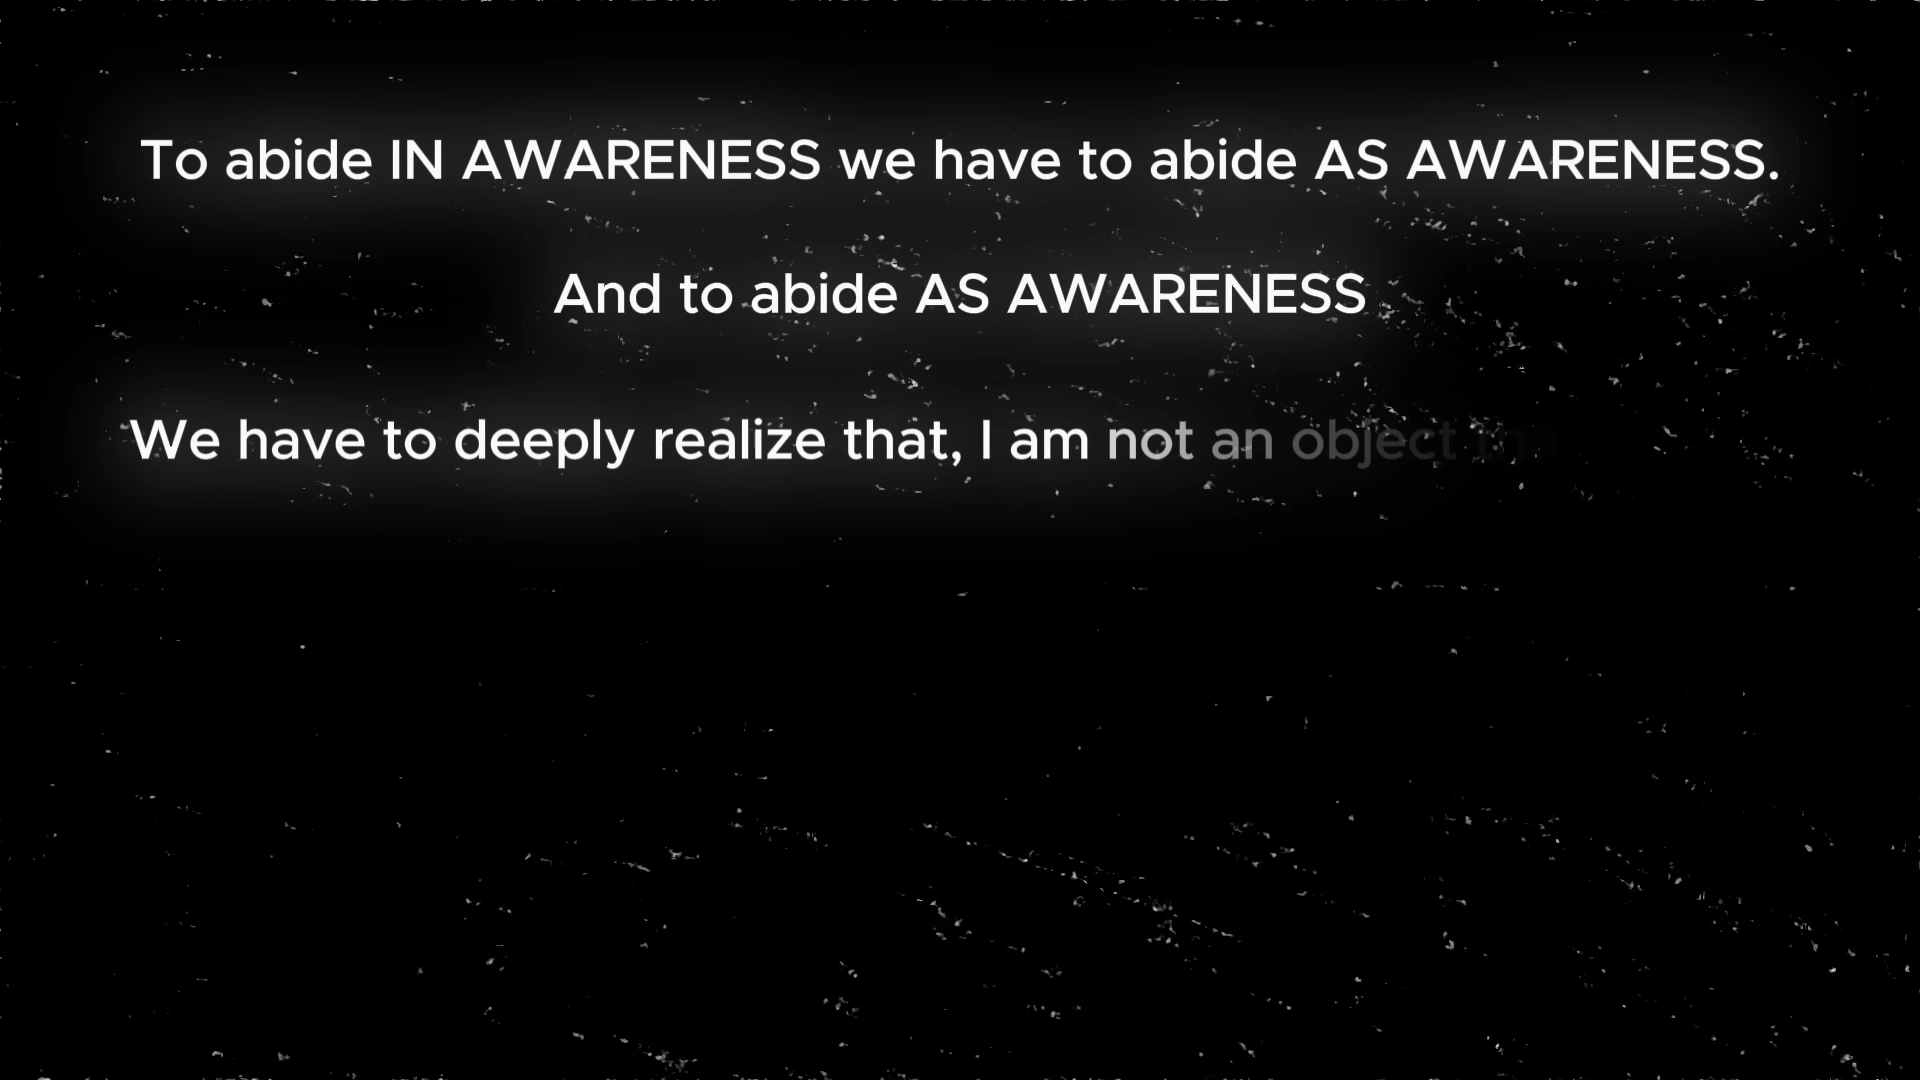 To abide IN AWARENESS we have to abide AS AWARENESS.
And to abide AS AWARENESS
We have to deeply realize that, I am not an object